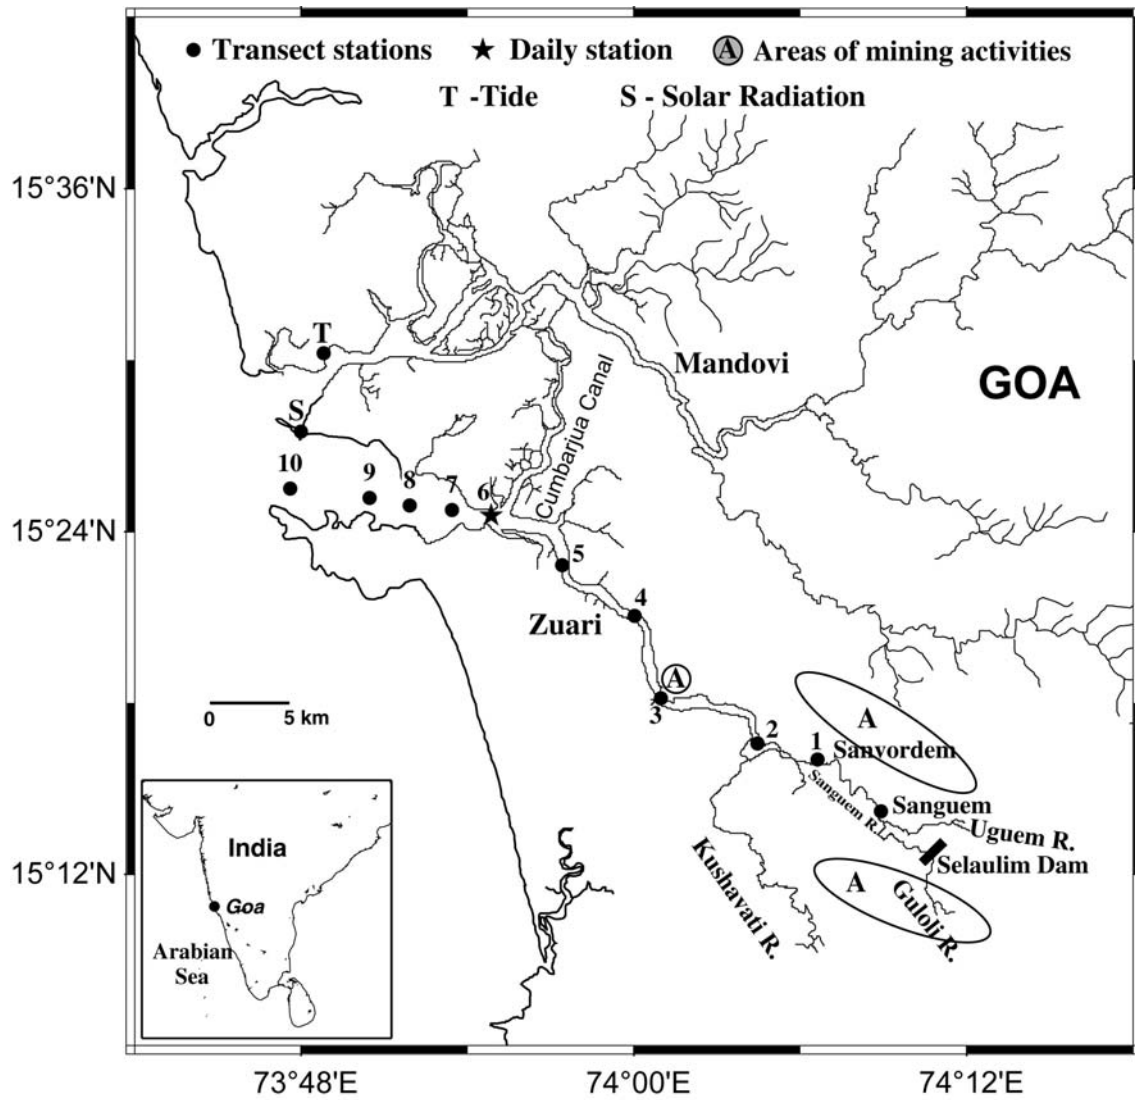 Transect stations
Daily station
A
Areas of mining activities
T -Tide
S - Solar Radiation
15°36'N
T
Mandovi
GOA
Cumbarjua Canal
S
10
9
8
7
6
15°24'N
5
4
Zuari
A
3
A
2
1
Sanvordem
0
5 km
Sanguem R.
Sanguem
Uguem R.
Selaulim Dam
15°12'N
Kushavati R.
A
Guloli R.
India
Goa
Arabian
Sea
73°48'E
74°00'E
74°12'E